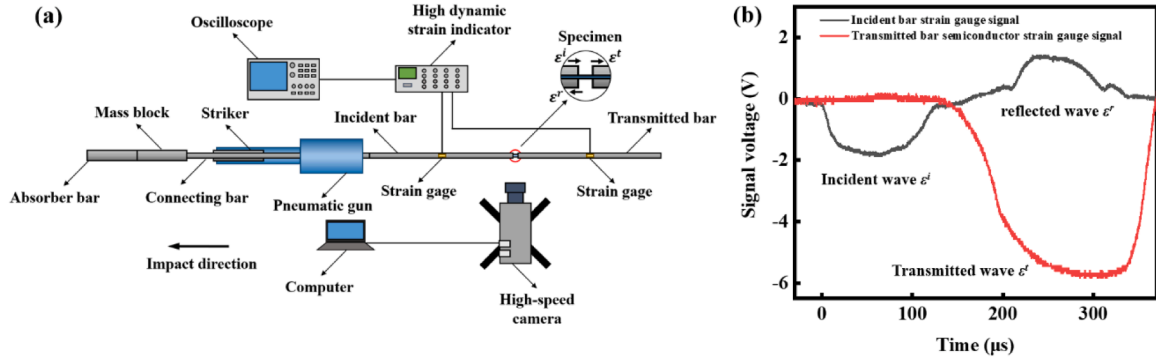 (a)
Oscilloscope
High dynamic
strain indicator
Specimen
εⁱ
εᵗ
εʳ
Mass block
Striker
Incident bar
Transmitted bar
Absorber bar
Connecting bar
Pneumatic gun
Strain gage
Strain gage
Impact direction
Computer
High-speed
camera
(b)
Incident bar strain gauge signal
Transmitted bar semiconductor strain gauge signal
Signal voltage (V)
2
0
-2
-4
-6
reflected wave εʳ
Incident wave εⁱ
Transmitted wave εᵗ
0
100
200
300
Time (μs)